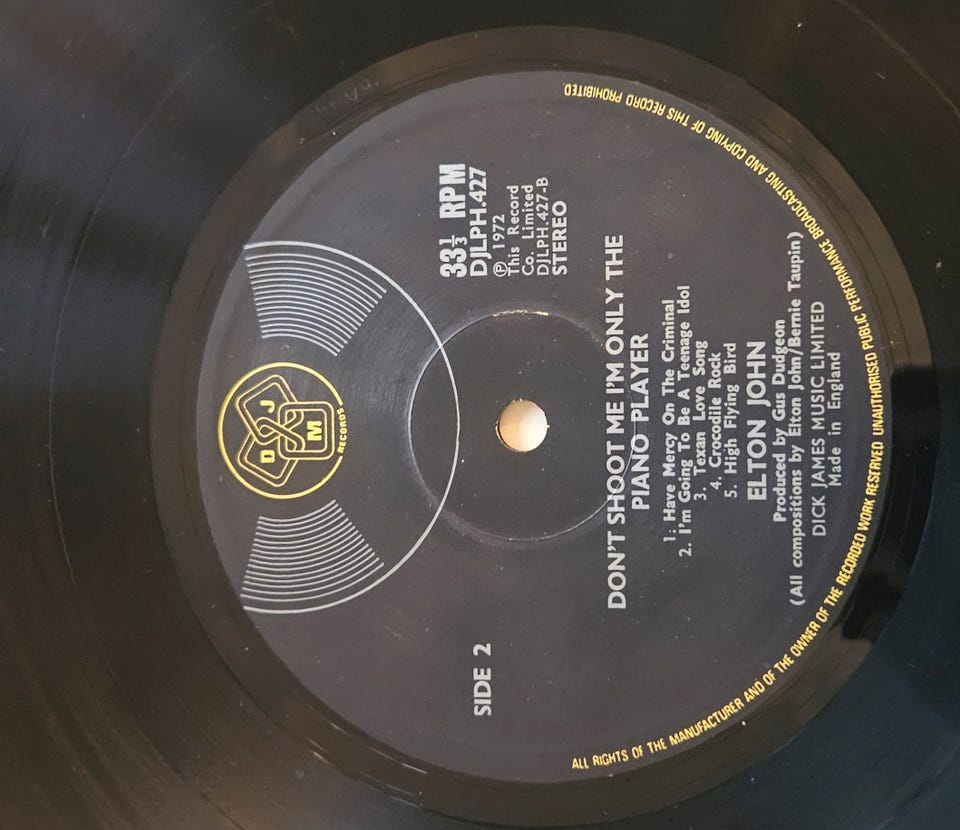 D J M
RECORDS
SIDE 2
33 1/3 RPM
DJLPH.427
℗ 1972
This Record
Co. Limited
DJLPH.427-B
STEREO
DON'T SHOOT ME I'M ONLY THE
PIANO PLAYER
1. Have Mercy On The Criminal
2. I'm Going To Be A Teenage Idol
3. Texan Love Song
4. Crocodile Rock
5. High Flying Bird
ELTON JOHN
Produced by Gus Dudgeon
(All compositions by Elton John/Bernie Taupin)
DICK JAMES MUSIC LIMITED
Made in England
ALL RIGHTS OF THE MANUFACTURER AND OF THE OWNER OF THE RECORDED WORK RESERVED UNAUTHORISED PUBLIC PERFORMANCE BROADCASTING AND COPYING OF THIS RECORD PROHIBITED